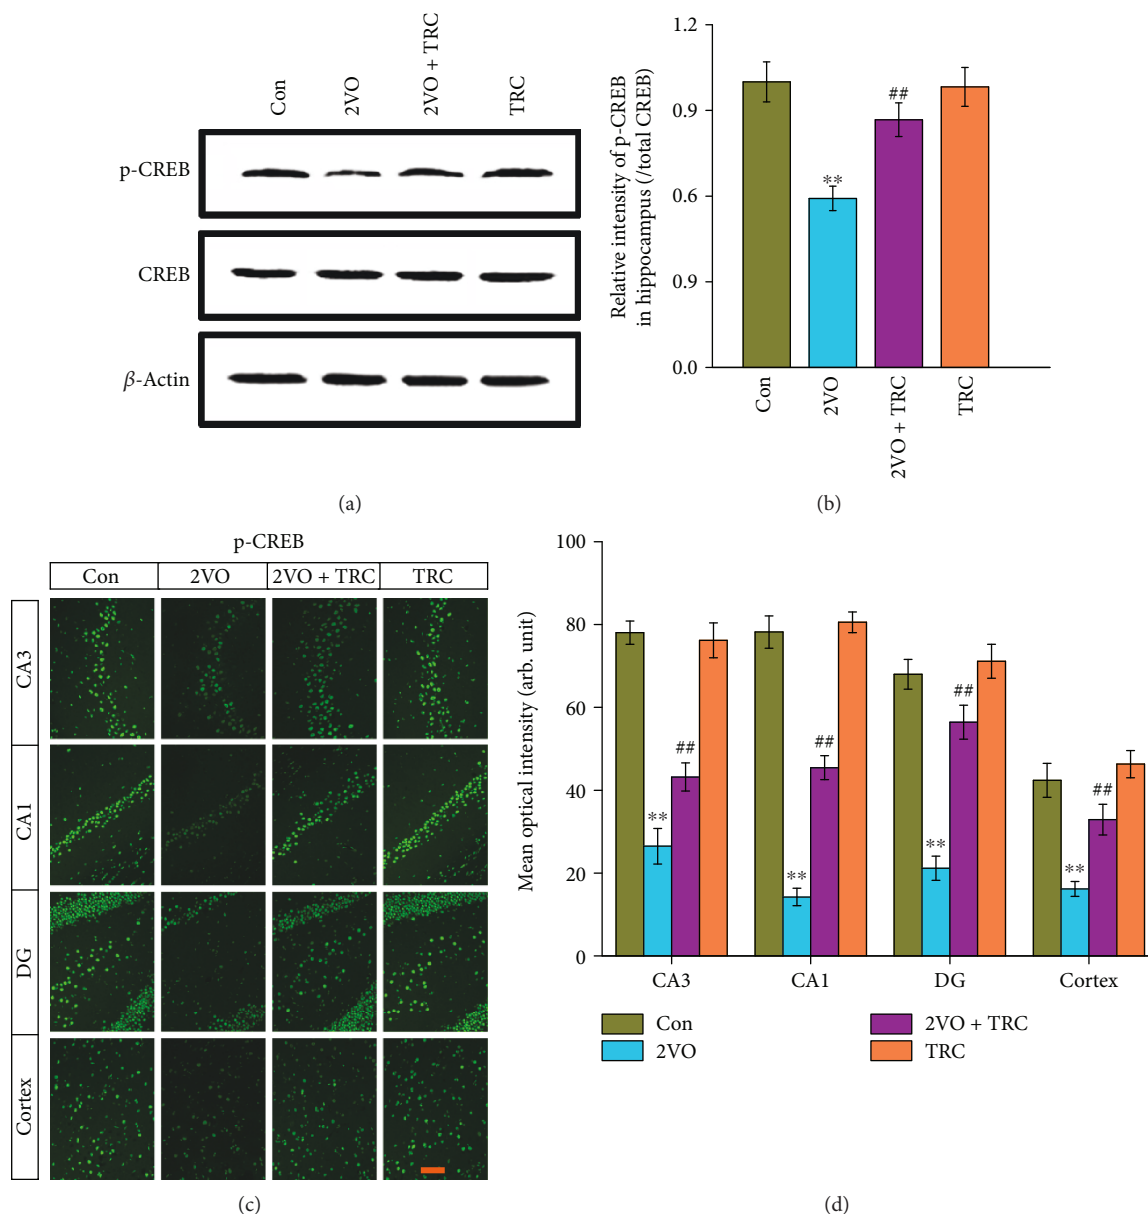 Con
2VO
2VO + TRC
TRC
p-CREB
CREB
β-Actin
(a)
Relative intensity of p-CREB
in hippocampus (/total CREB)
1.2
0.9
0.6
0.9
0.0
**
##
Con
2VO
2VO + TRC
TRC
(b)
p-CREB
Con
2VO
2VO + TRC
TRC
CA3
CA1
DG
Cortex
(c)
Mean optical intensity (arb. unit)
100
80
60
40
20
0
**
##
**
##
**
##
**
##
CA3
CA1
DG
Cortex
Con
2VO
2VO + TRC
TRC
(d)